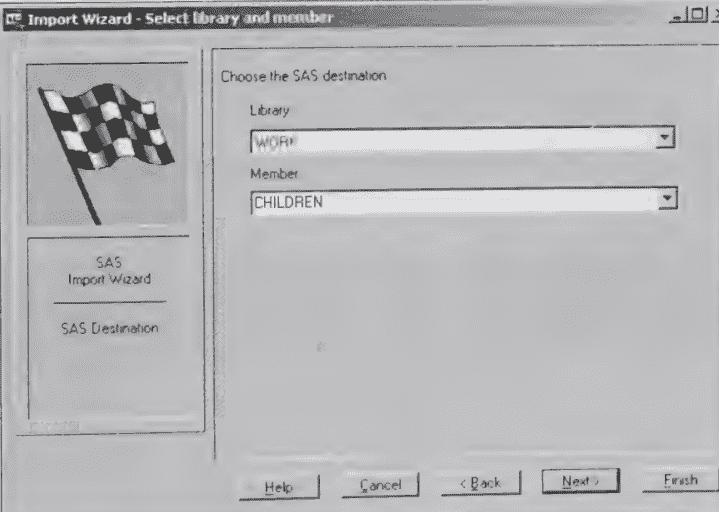 Import Wizard - Select library and member
Choose the SAS destination
Library
WORK
Member
CHILDREN
SAS
Import Wizard
SAS Destination
Help
Cancel
< Back
Next >
Finish